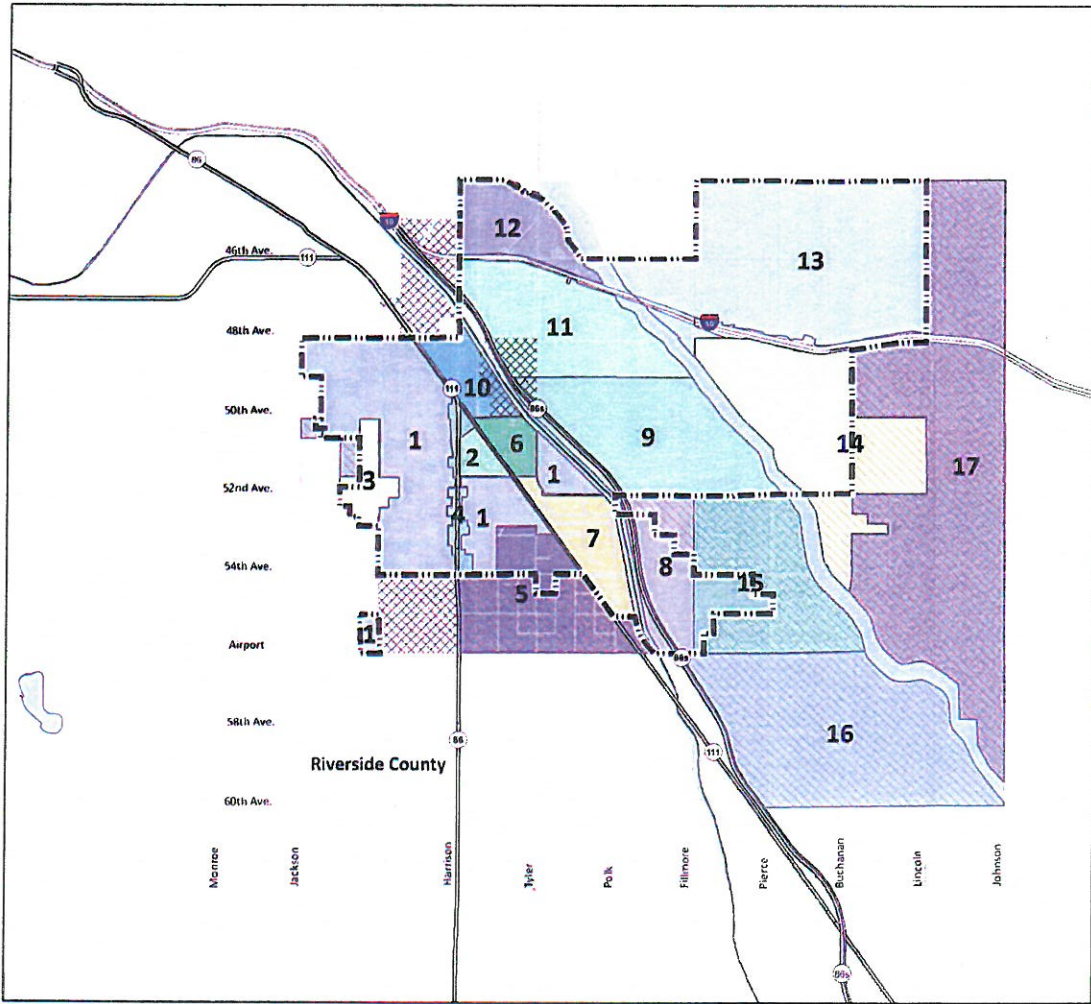 86
10
12
46th Ave.
111
13
11
10
48th Ave.
10
111
50th Ave.
86s
1
6
9
14
2
17
3
1
52nd Ave.
4
1
7
8
54th Ave.
15
5
1
Airport
86s
58th Ave.
16
86
111
Riverside County
60th Ave.
Monroe
Jackson
Harrison
Tyler
Polk
Fillmore
Pierce
Buchanan
Lincoln
Johnson
86s